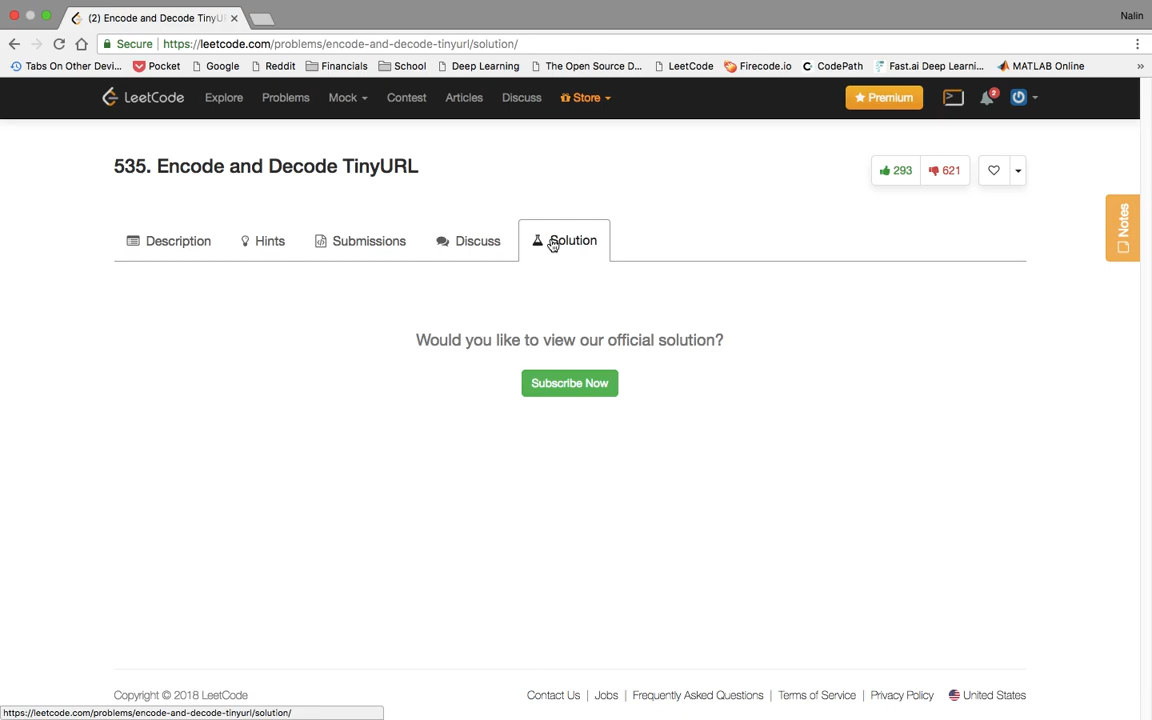 (2) Encode and Decode TinyU
Nalin
Secure https://leetcode.com/problems/encode-and-decode-tinyurl/solution/
Tabs On Other Devi... Pocket Google Reddit Financials School Deep Learning The Open Source D... LeetCode Firecode.io CodePath Fast.ai Deep Learni... MATLAB Online »
LeetCode Explore Problems Mock Contest Articles Discuss Store Premium 2
535. Encode and Decode TinyURL
293 621
Notes
Description Hints Submissions Discuss Solution
Would you like to view our official solution?
Subscribe Now
Copyright © 2018 LeetCode
Contact Us | Jobs | Frequently Asked Questions | Terms of Service | Privacy Policy United States
https://leetcode.com/problems/encode-and-decode-tinyurl/solution/